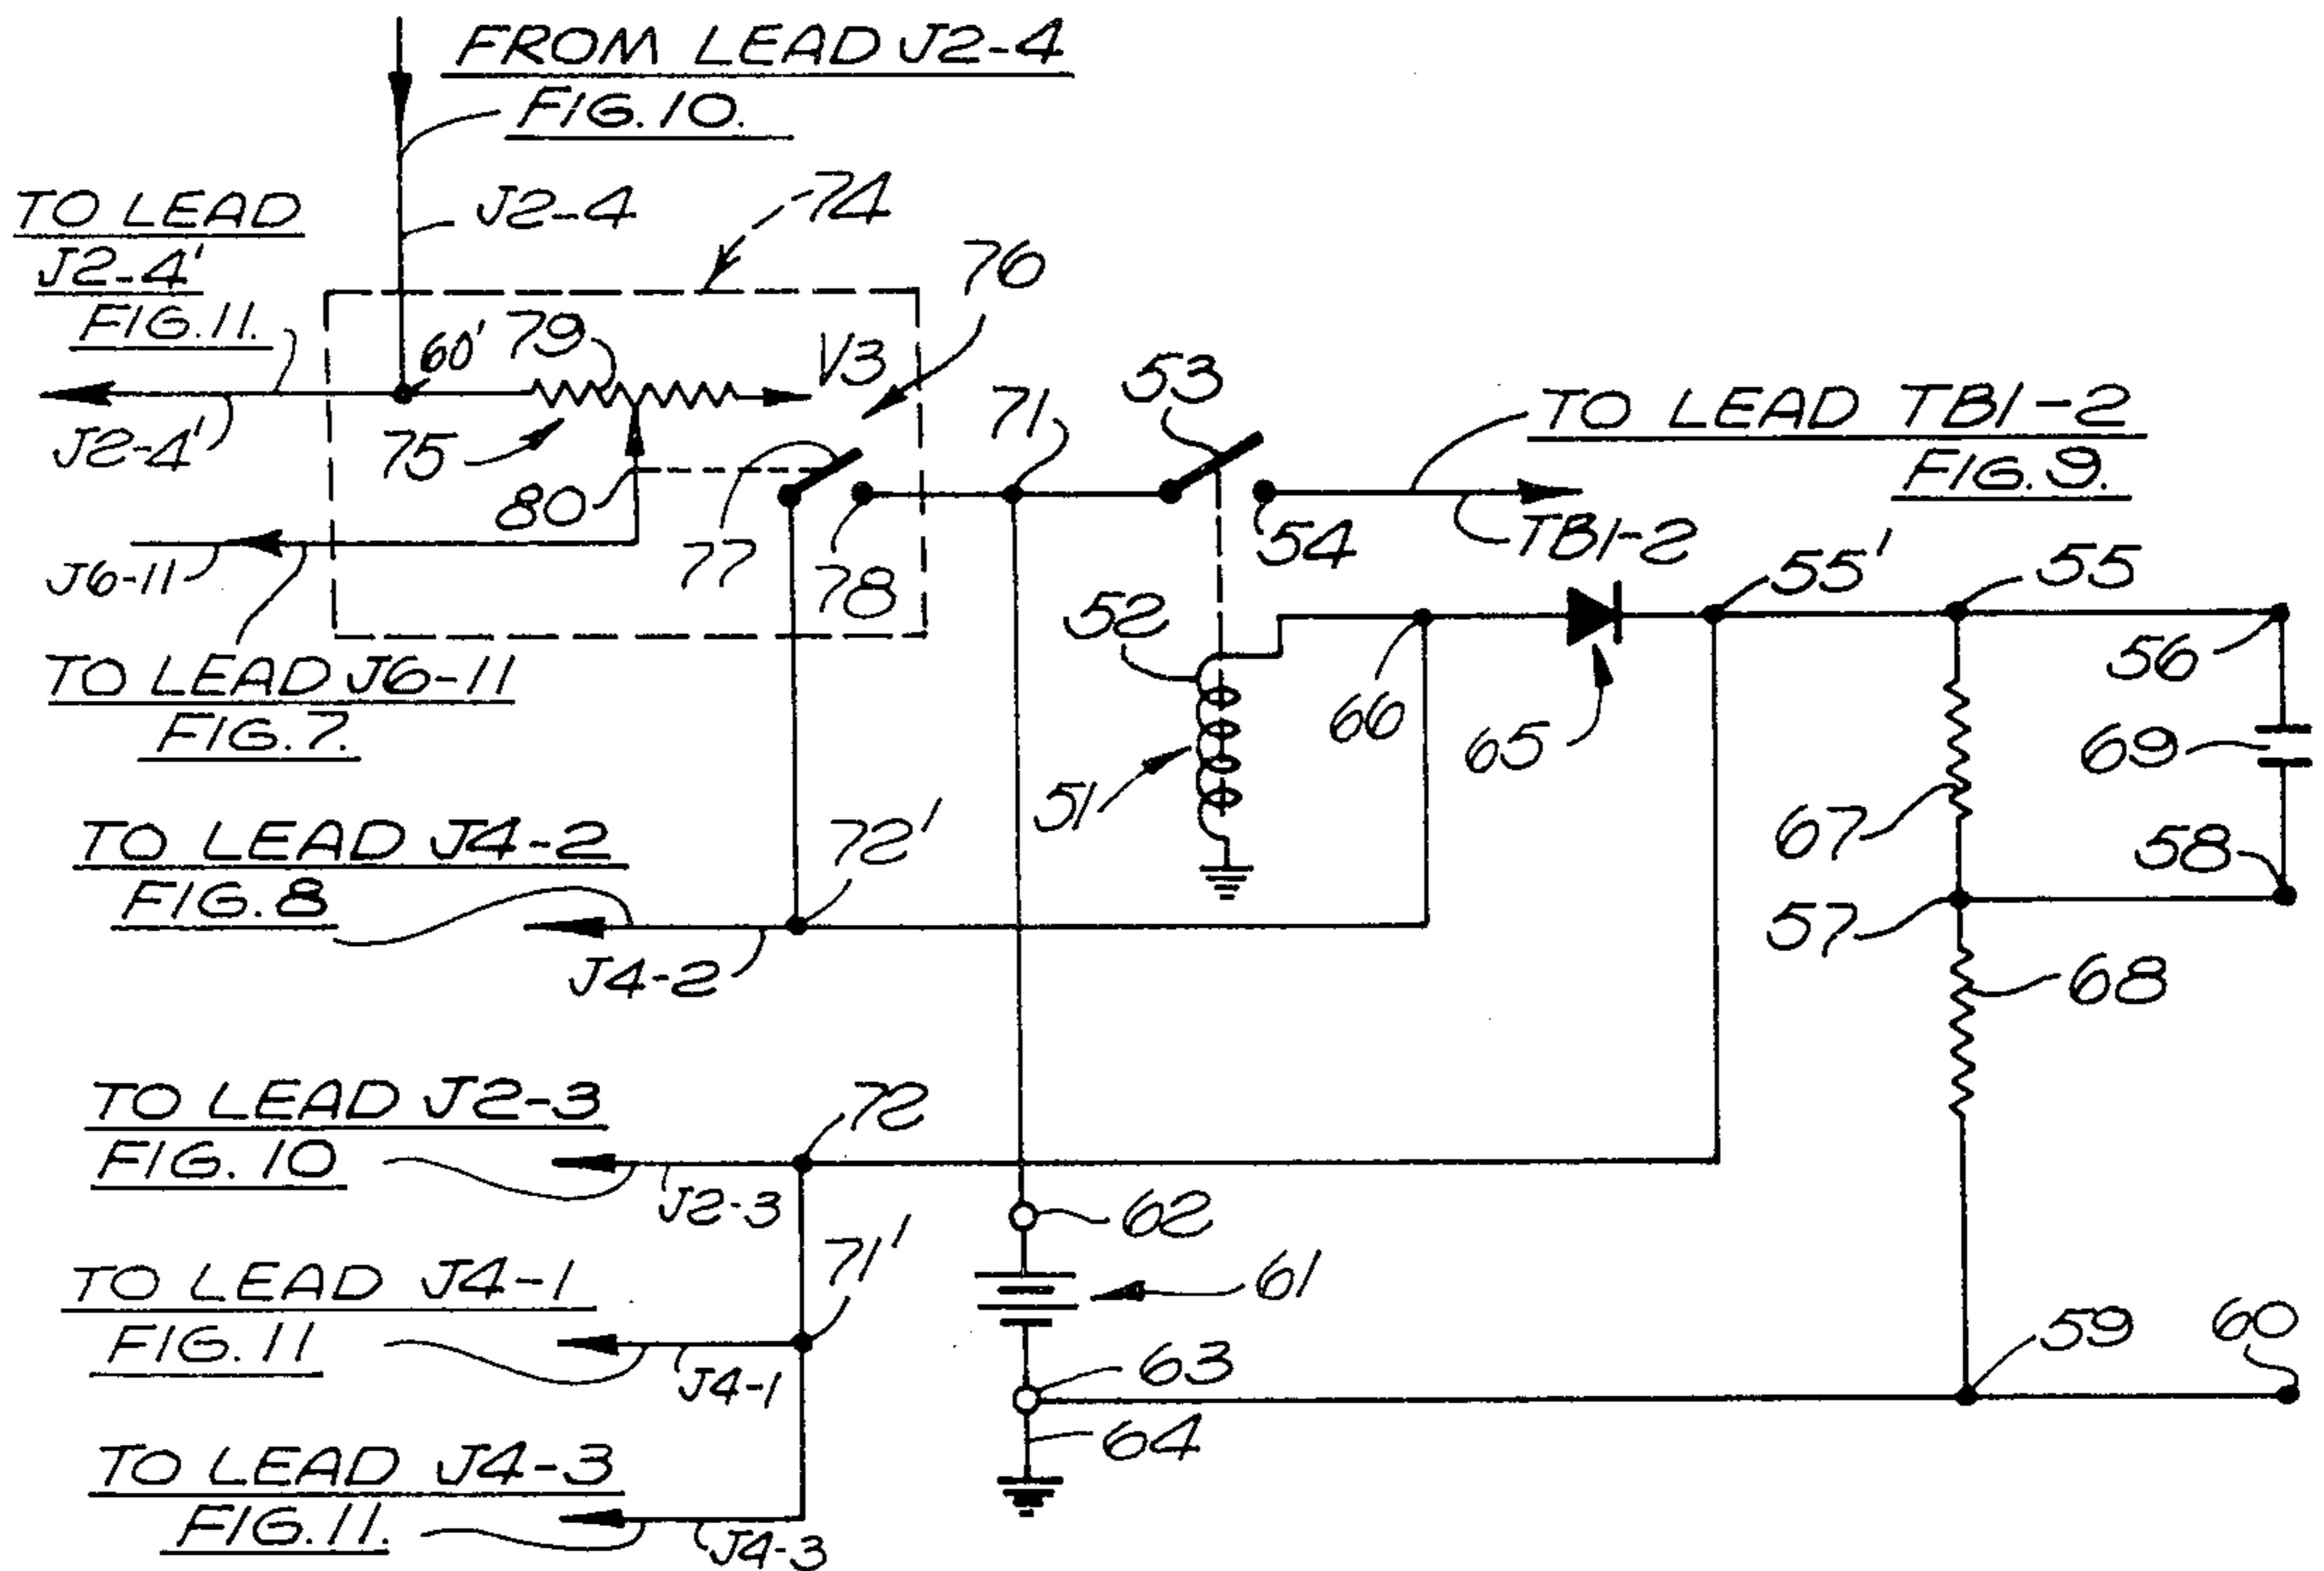 FROM LEAD J2-4
FIG. 10.
74
TO LEAD
J2-4'
FIG. 11.
J2-4
76
60'
79
V3
53
71
TO LEAD TB1-2
FIG. 9.
J2-4'
75
80
77
78
54
TB1-2
55'
55
J6-11
52
56
TO LEAD J6-11
FIG. 7.
66
65
69
51
67
TO LEAD J4-2
FIG. 8
72'
58
57
J4-2
68
TO LEAD J2-3
FIG. 10
72
J2-3
62
71'
TO LEAD J4-1
FIG. 11
61
59
60
J4-1
63
64
TO LEAD J4-3
FIG. 11.
J4-3